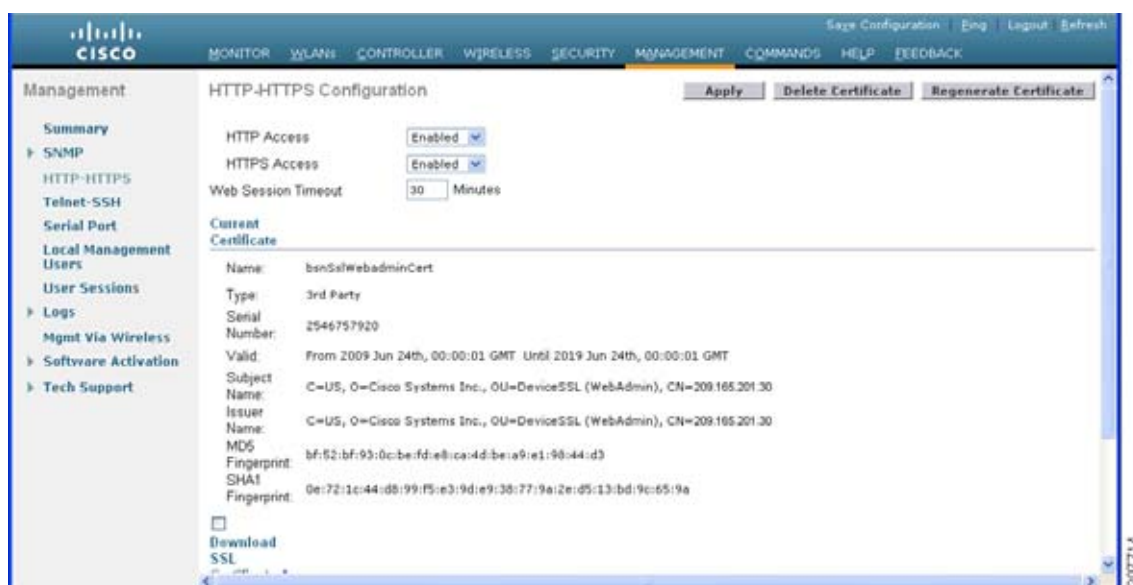 Save Configuration | Ping | Logout | Refresh
CISCO
MONITOR WLANs CONTROLLER WIRELESS SECURITY MANAGEMENT COMMANDS HELP FEEDBACK
Management
Summary
SNMP
HTTP-HTTPS
Telnet-SSH
Serial Port
Local Management
Users
User Sessions
Logs
Mgmt Via Wireless
Software Activation
Tech Support
HTTP-HTTPS Configuration
Apply
Delete Certificate
Regenerate Certificate
HTTP Access Enabled
HTTPS Access Enabled
Web Session Timeout 30 Minutes
Current
Certificate
Name: bsnSslWebadminCert
Type: 3rd Party
Serial
Number: 2546757920
Valid: From 2009 Jun 24th, 00:00:01 GMT Until 2019 Jun 24th, 00:00:01 GMT
Subject
Name: C=US, O=Cisco Systems Inc., OU=DeviceSSL (WebAdmin), CN=209.165.201.30
Issuer
Name: C=US, O=Cisco Systems Inc., OU=DeviceSSL (WebAdmin), CN=209.165.201.30
MD5
Fingerprint: bf:52:bf:93:0c:be:fd:e8:ca:4d:be:a9:e1:98:44:d3
SHA1
Fingerprint: 0e:72:1c:44:d8:99:f5:e3:9d:e9:38:77:9a:2e:d5:13:bd:9c:65:9a
Download
SSL